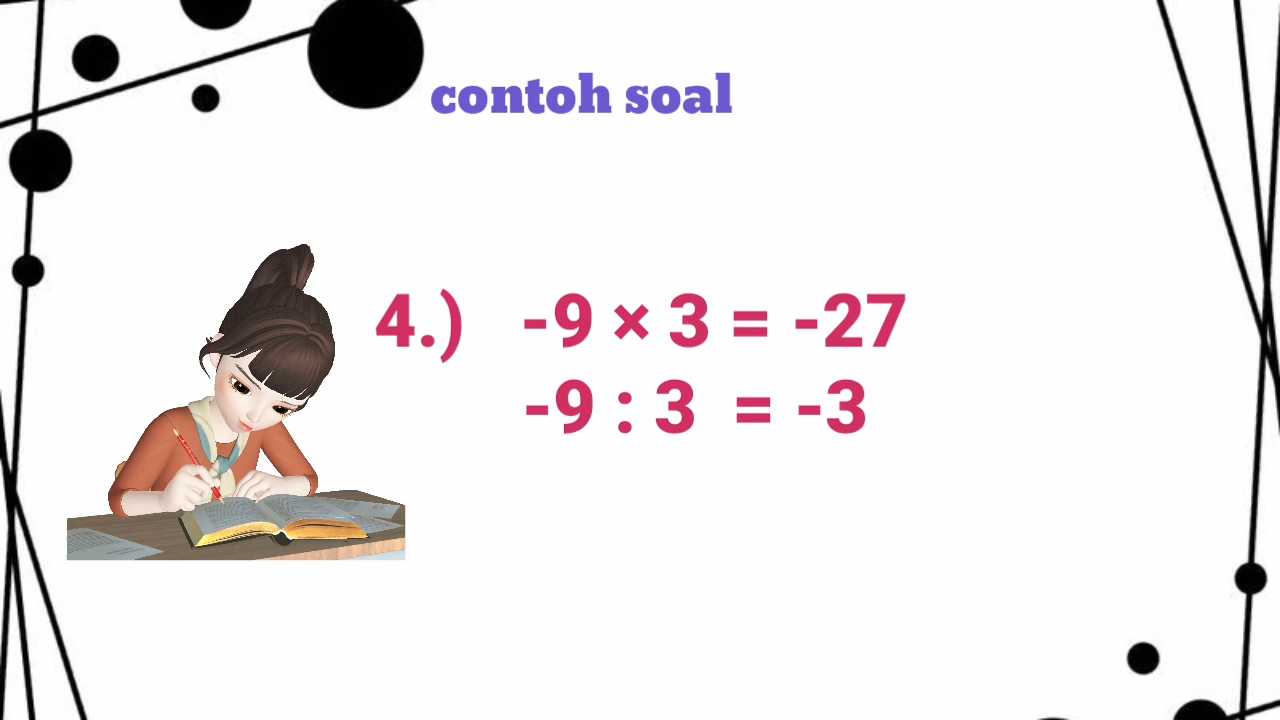 contoh soal
4.) -9 × 3 = -27
-9 : 3 = -3